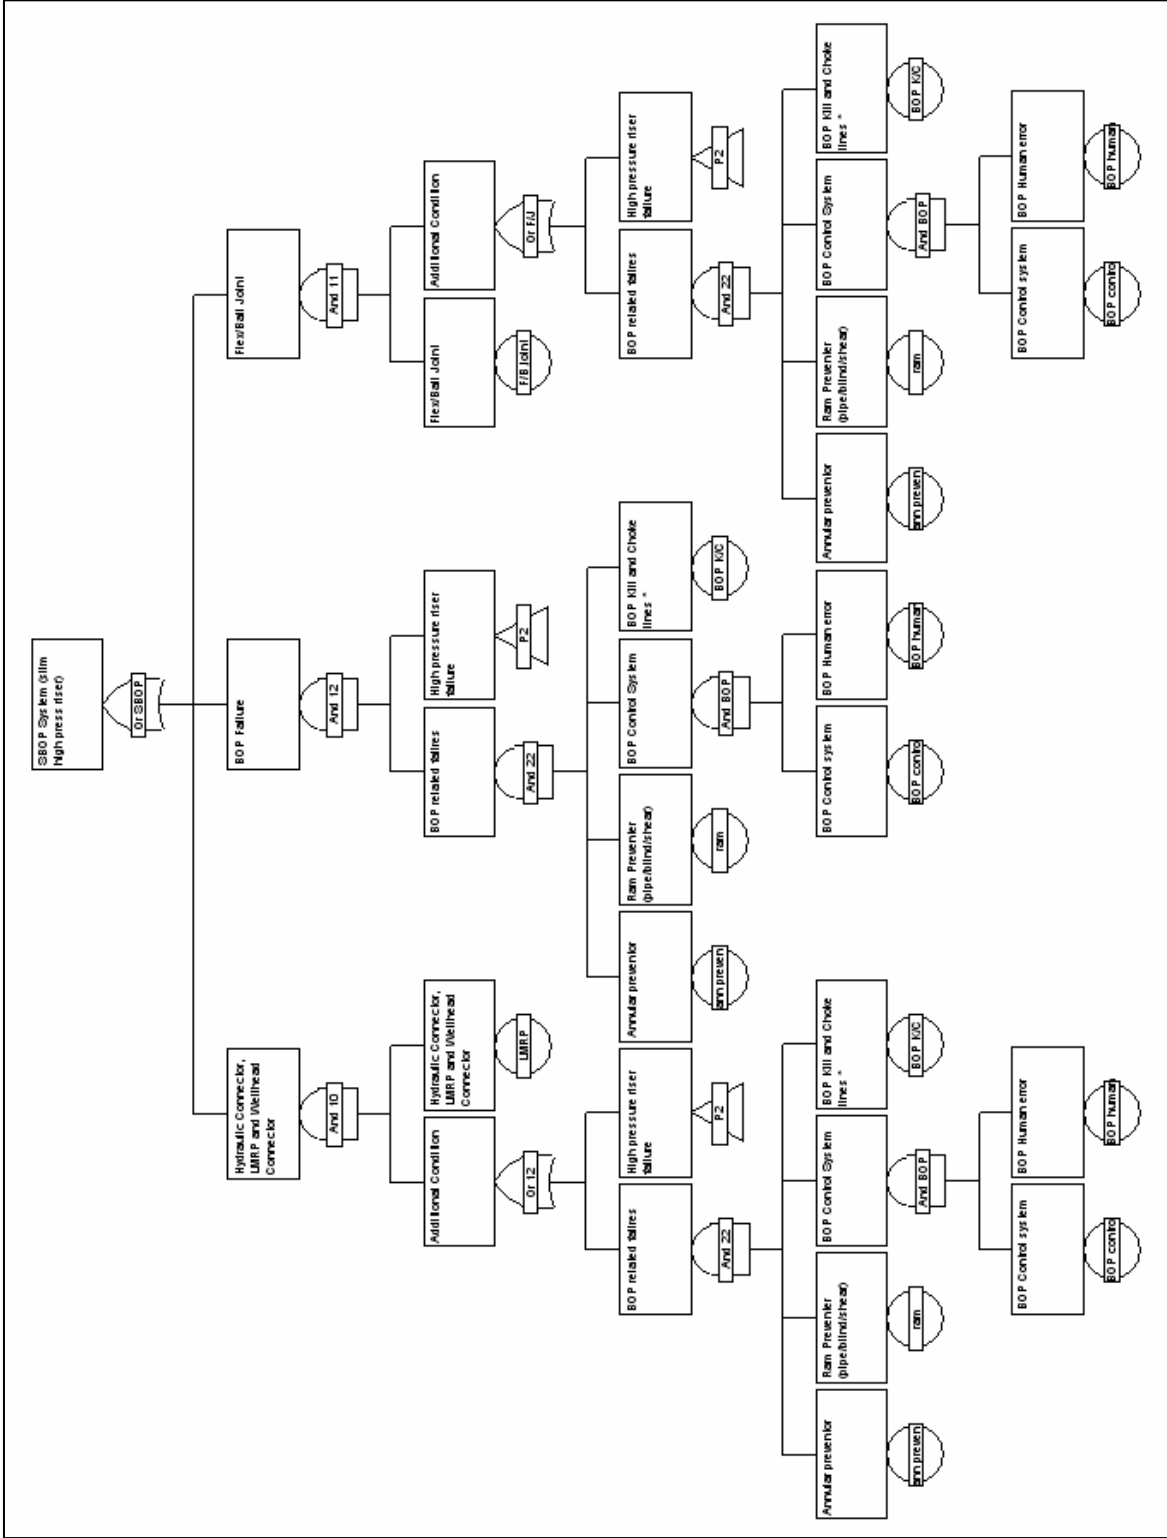 SBOP System (slim
high press riser)
Or SBOP
Hydraulic Connector,
LMRP and Wellhead
Connector
And 10
BOP Failure
And 12
Flex/Ball Joint
And 11
Additional Condition
Or 12
Hydraulic Connector,
LMRP and Wellhead
Connector
LMRP
BOP related failres
And 22
High pressure riser
failure
P2
Flex/Ball Joint
F/B Joint
Additional Condition
Or F/J
BOP related failres
And 22
High pressure riser
failure
P2
Annular preventor
ann preven
Ram Preventer
(pipe/blind/shear)
ram
BOP Control System
And BOP
BOP Kill and Choke
lines *
BOP K/C
BOP related failres
And 22
High pressure riser
failure
P2
Annular preventor
ann preven
Ram Preventer
(pipe/blind/shear)
ram
BOP Control System
And BOP
BOP Kill and Choke
lines *
BOP K/C
BOP Control system
BOP contro
BOP Human error
BOP human
Annular preventor
ann preven
Ram Preventer
(pipe/blind/shear)
ram
BOP Control System
And BOP
BOP Kill and Choke
lines *
BOP K/C
BOP Control system
BOP contro
BOP Human error
BOP human
BOP Control system
BOP contro
BOP Human error
BOP human